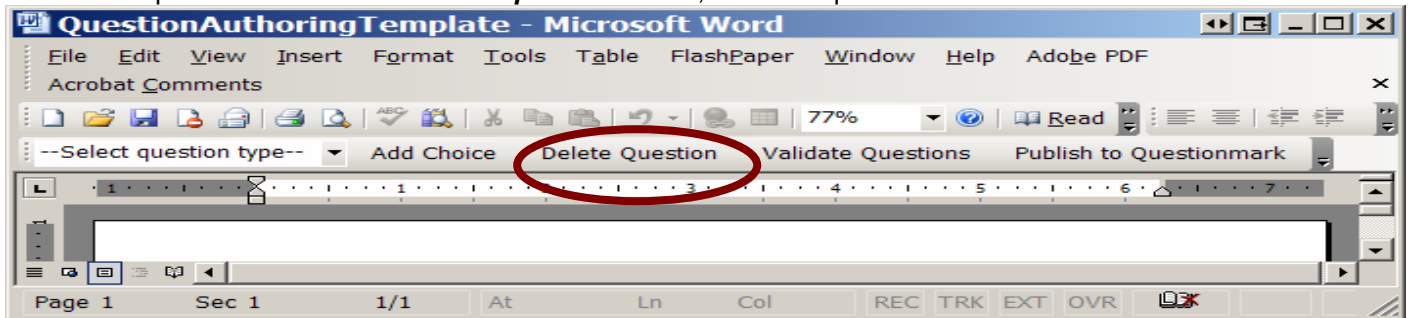 QuestionAuthoringTemplate - Microsoft Word
File Edit View Insert Format Tools Table FlashPaper Window Help Adobe PDF
Acrobat Comments
77% Read
--Select question type-- Add Choice Delete Question Validate Questions Publish to Questionmark
1 1 2 3 4 5 6 7
Page 1 Sec 1 1/1 At Ln Col REC TRK EXT OVR